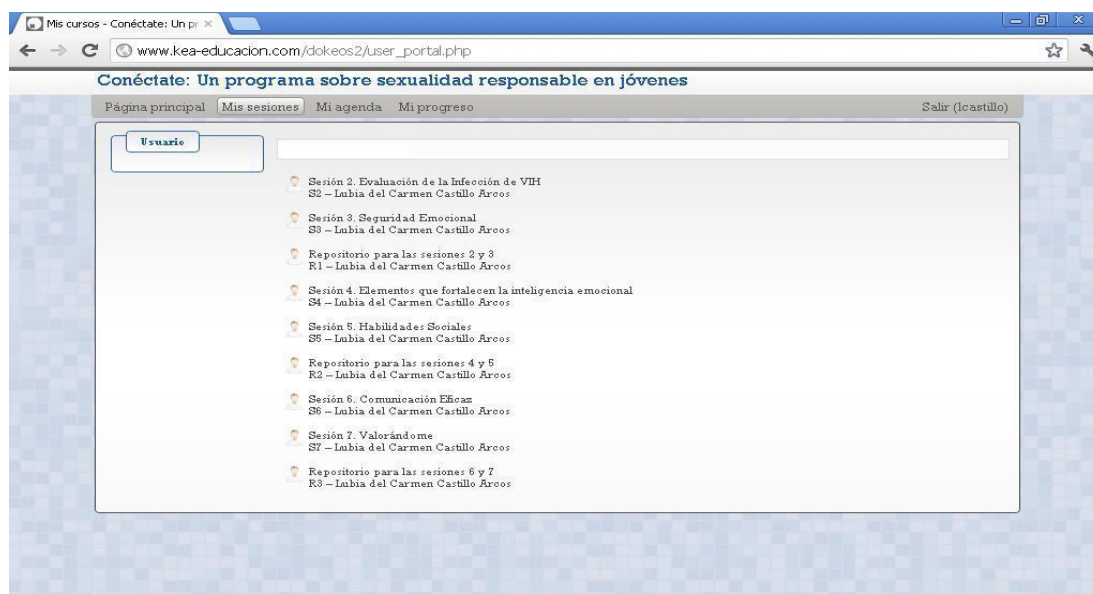 Mis cursos - Conéctate: Un pr
www.kea-educacion.com/dokeos2/user_portal.php
Conéctate: Un programa sobre sexualidad responsable en jóvenes
Página principal Mis sesiones Mi agenda Mi progreso Salir (lcastillo)
Usuario
Sesión 2. Evaluación de la Infección de VIH
S2 – Lubia del Carmen Castillo Arcos
Sesión 3. Seguridad Emocional
S3 – Lubia del Carmen Castillo Arcos
Repositorio para las sesiones 2 y 3
R1 – Lubia del Carmen Castillo Arcos
Sesión 4. Elementos que fortalecen la inteligencia emocional
S4 – Lubia del Carmen Castillo Arcos
Sesión 5. Habilidades Sociales
S5 – Lubia del Carmen Castillo Arcos
Repositorio para las sesiones 4 y 5
R2 – Lubia del Carmen Castillo Arcos
Sesión 6. Comunicación Eficaz
S6 – Lubia del Carmen Castillo Arcos
Sesión 7. Valorándome
S7 – Lubia del Carmen Castillo Arcos
Repositorio para las sesiones 6 y 7
R3 – Lubia del Carmen Castillo Arcos